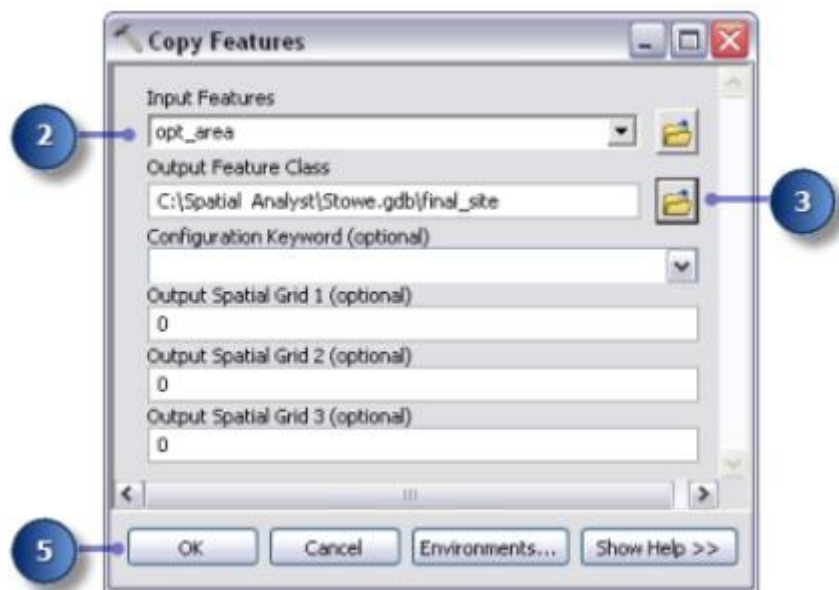 Copy Features
Input Features
2
opt_area
Output Feature Class
C:\Spatial Analyst\Stowe.gdb\final_site
3
Configuration Keyword (optional)
Output Spatial Grid 1 (optional)
0
Output Spatial Grid 2 (optional)
0
Output Spatial Grid 3 (optional)
0
5
OK Cancel Environments... Show Help >>